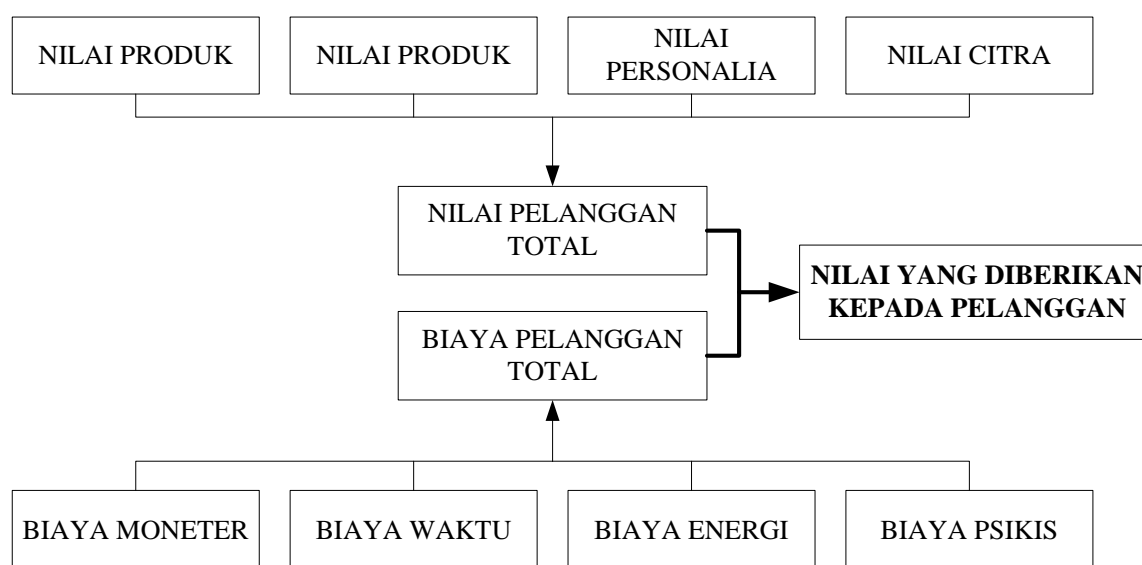 NILAI PRODUK
NILAI PRODUK
NILAI
PERSONALIA
NILAI CITRA
NILAI PELANGGAN
TOTAL
NILAI YANG DIBERIKAN
KEPADA PELANGGAN
BIAYA PELANGGAN
TOTAL
BIAYA MONETER
BIAYA WAKTU
BIAYA ENERGI
BIAYA PSIKIS